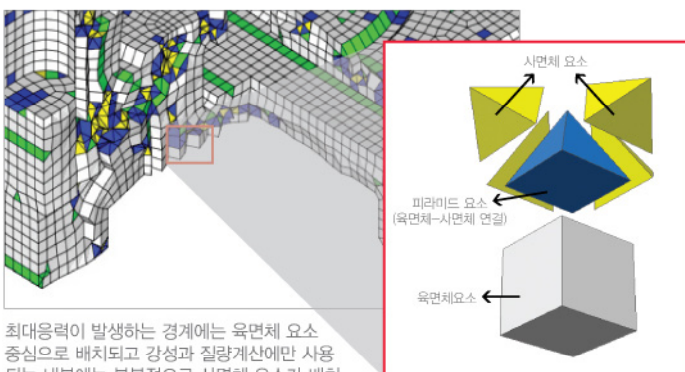 사면체 요소
피라미드 요소
(육면체-사면체 연결)
육면체요소
최대응력이 발생하는 경계에는 육면체 요소
중심으로 배치되고 강성과 질량계산에만 사용